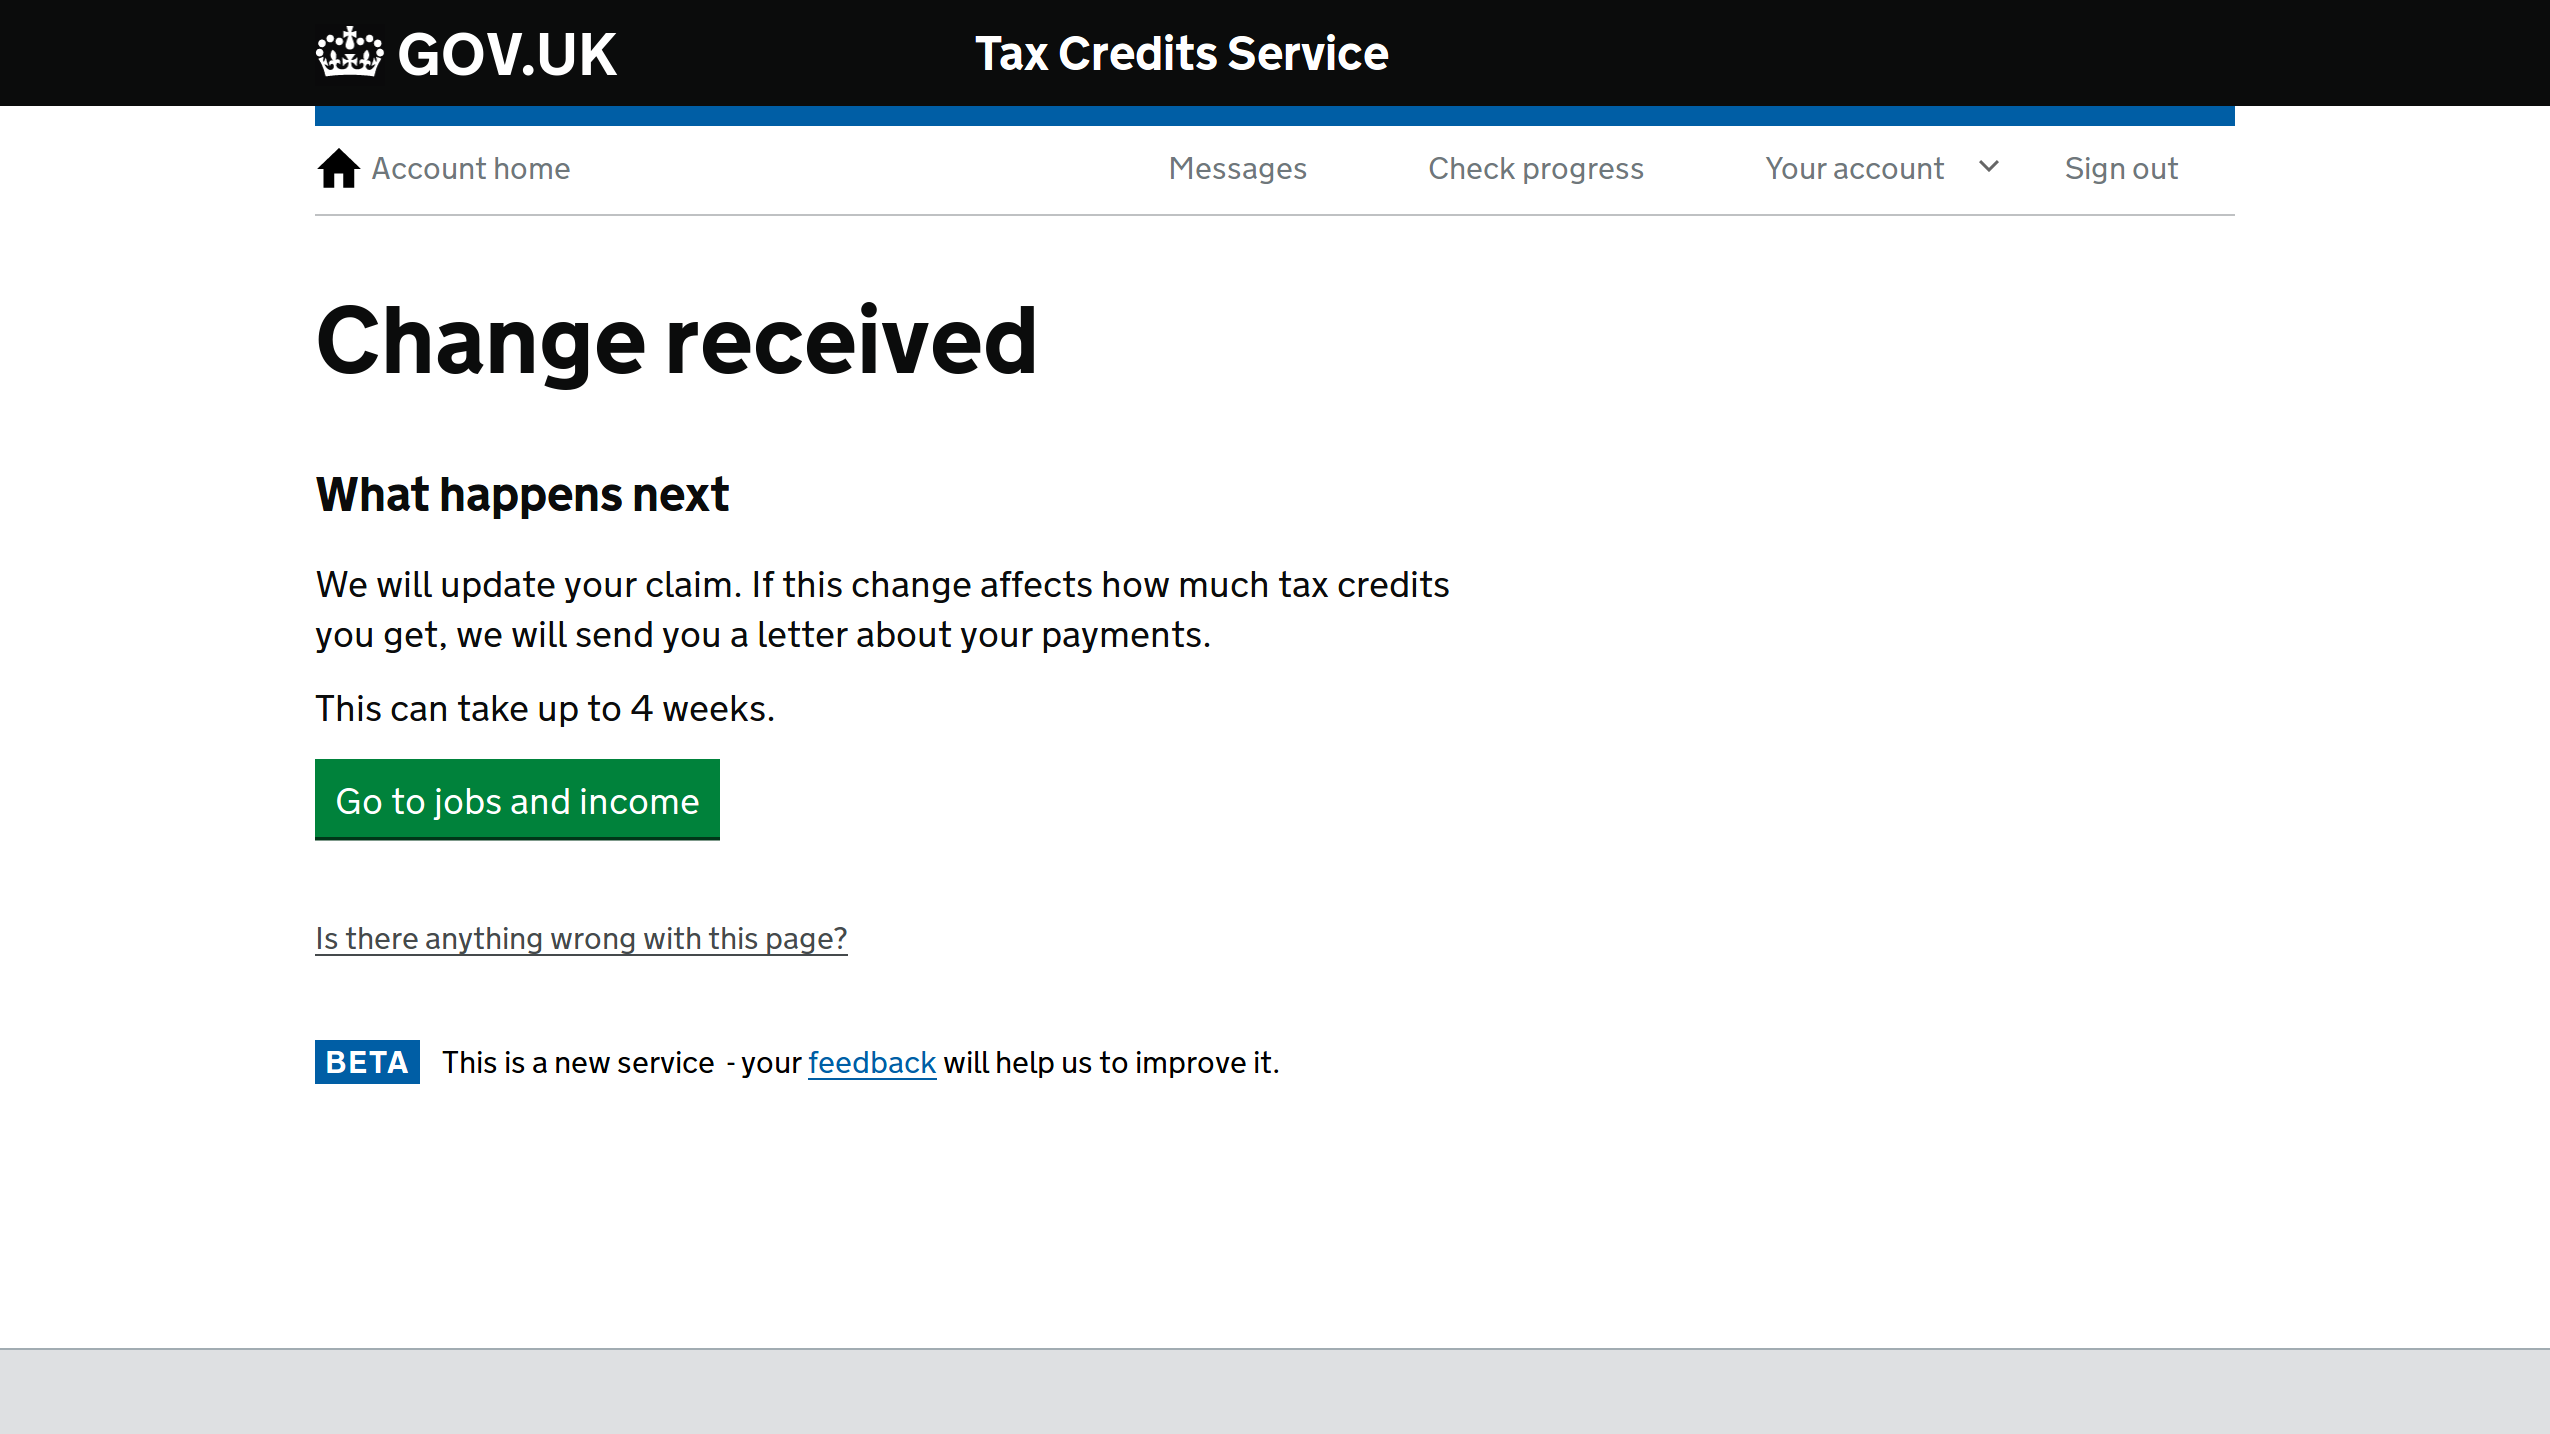 GOV.UK
Tax Credits Service
Account home
Messages
Check progress
Your account
Sign out
Change received
What happens next
We will update your claim. If this change affects how much tax credits
you get, we will send you a letter about your payments.
This can take up to 4 weeks.
Go to jobs and income
Is there anything wrong with this page?
BETA
This is a new service - your feedback will help us to improve it.